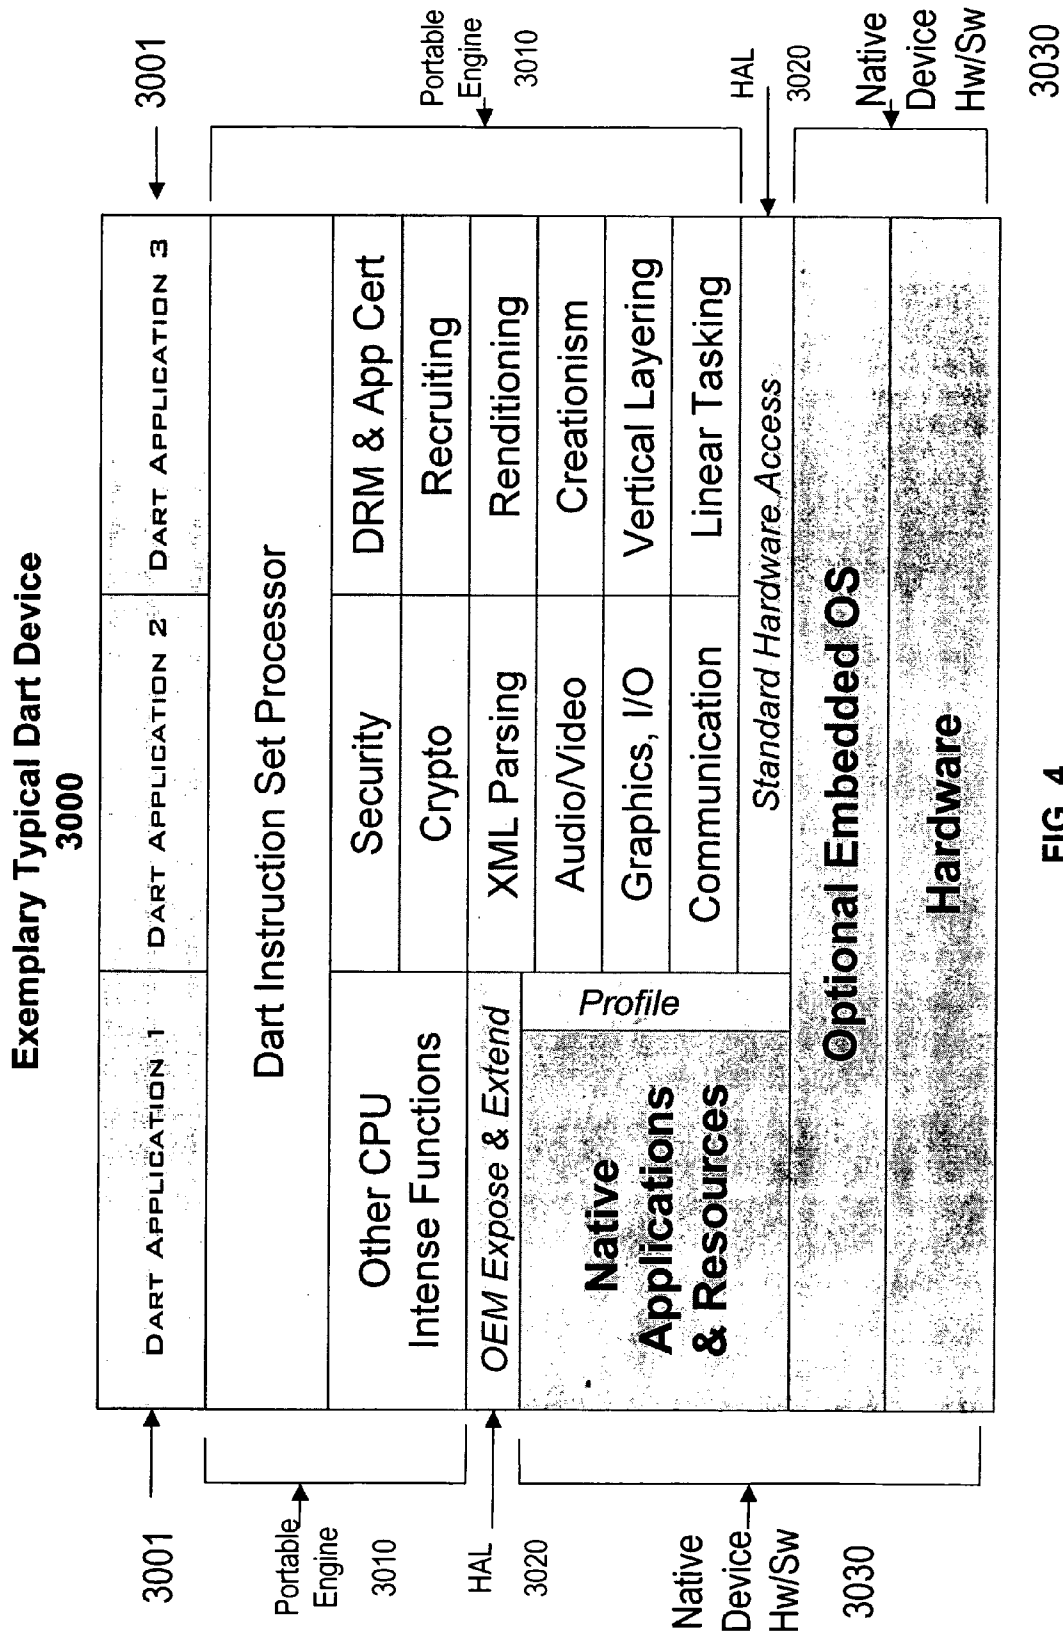 Exemplary Typical Dart Device
3000
3001
3001
DART APPLICATION 1
DART APPLICATION 2
DART APPLICATION 3
Portable
Engine
3010
Dart Instruction Set Processor
Other CPU
Intense Functions
Security
DRM & App Cert
Crypto
Recruiting
Portable
Engine
3010
HAL
3020
OEM Expose & Extend
XML Parsing
Renditioning
Audio/Video
Creationism
Graphics, I/O
Vertical Layering
Communication
Linear Tasking
Native
Applications
& Resources
Profile
Standard Hardware Access
HAL
3020
Native
Device
Hw/Sw
3030
Optional Embedded OS
Hardware
Native
Device
Hw/Sw
3030
FIG. 4